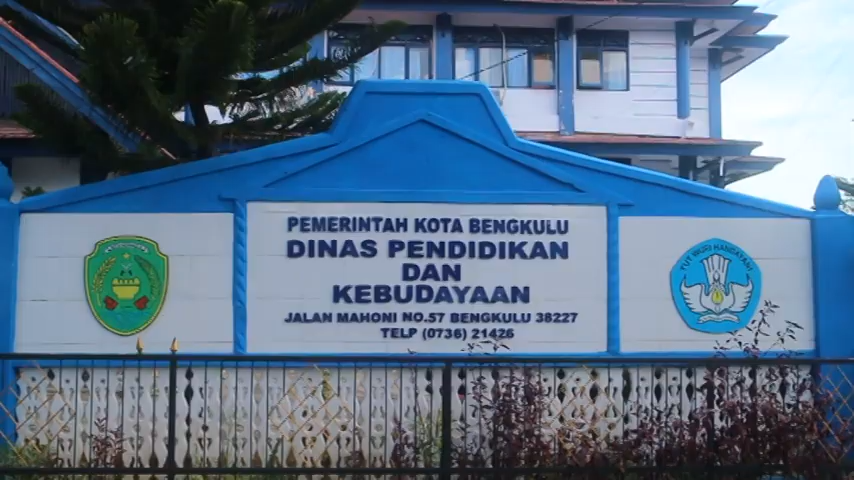 PEMERINTAH KOTA BENGKULU
DINAS PENDIDIKAN
DAN
KEBUDAYAAN
JALAN MAHONI NO.57 BENGKULU 38227
TELP (0736) 21426
TUT WURI HANDAYANI